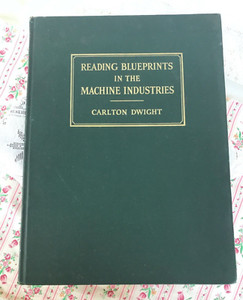 READING BLUEPRINTS
IN THE
MACHINE INDUSTRIES
CARLTON DWIGHT